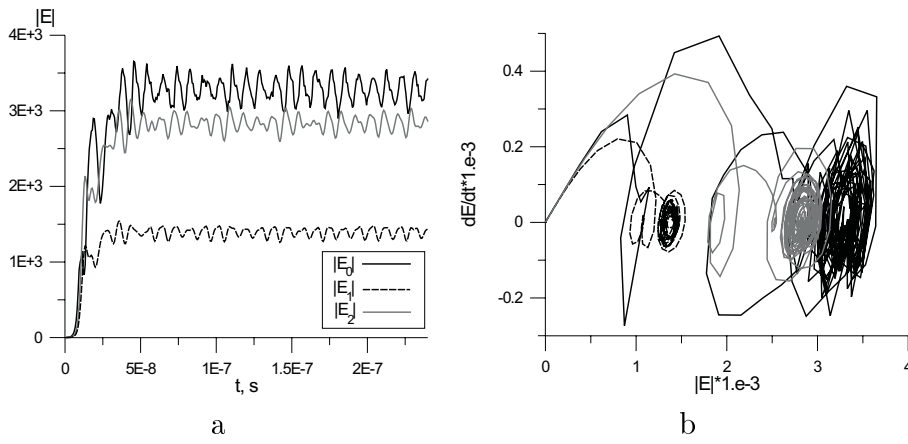 |E|
4E+3
3E+3
2E+3
1E+3
0
0 5E-8 1E-7 1.5E-7 2E-7
t, s
|E0|
|E1|
|E2|
a
dE/dt*1.e-3
0.4
0.2
0
-0.2
0 1 2 3 4
|E|*1.e-3
b